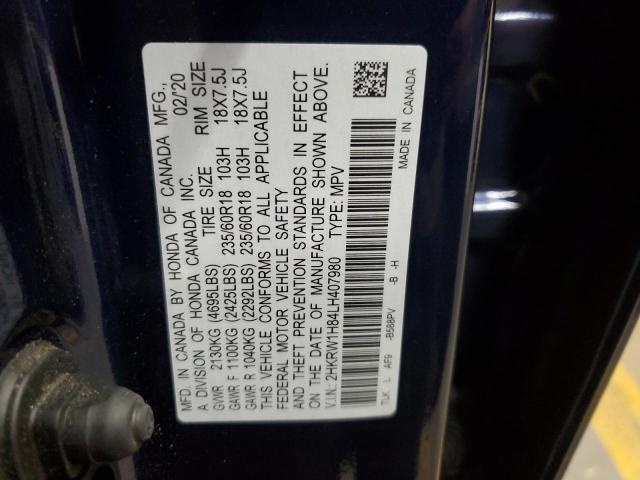 MFD. IN CANADA BY HONDA OF CANADA MFG.,
A DIVISION OF HONDA CANADA INC. 02/'20
TIRE SIZE RIM SIZE
GVWR 2130KG (4695LBS)
GAWR F 1100KG (2425LBS) 235/60R18 103H 18X7.5J
GAWR R 1040KG (2292LBS) 235/60R18 103H 18X7.5J
THIS VEHICLE CONFORMS TO ALL APPLICABLE
FEDERAL MOTOR VEHICLE SAFETY
AND THEFT PREVENTION STANDARDS IN EFFECT
ON THE DATE OF MANUFACTURE SHOWN ABOVE.
V.I.N.: 2HKRW1H84LH407980 TYPE: MPV
TLK L AF9 -B588PV -B -H
MADE IN CANADA